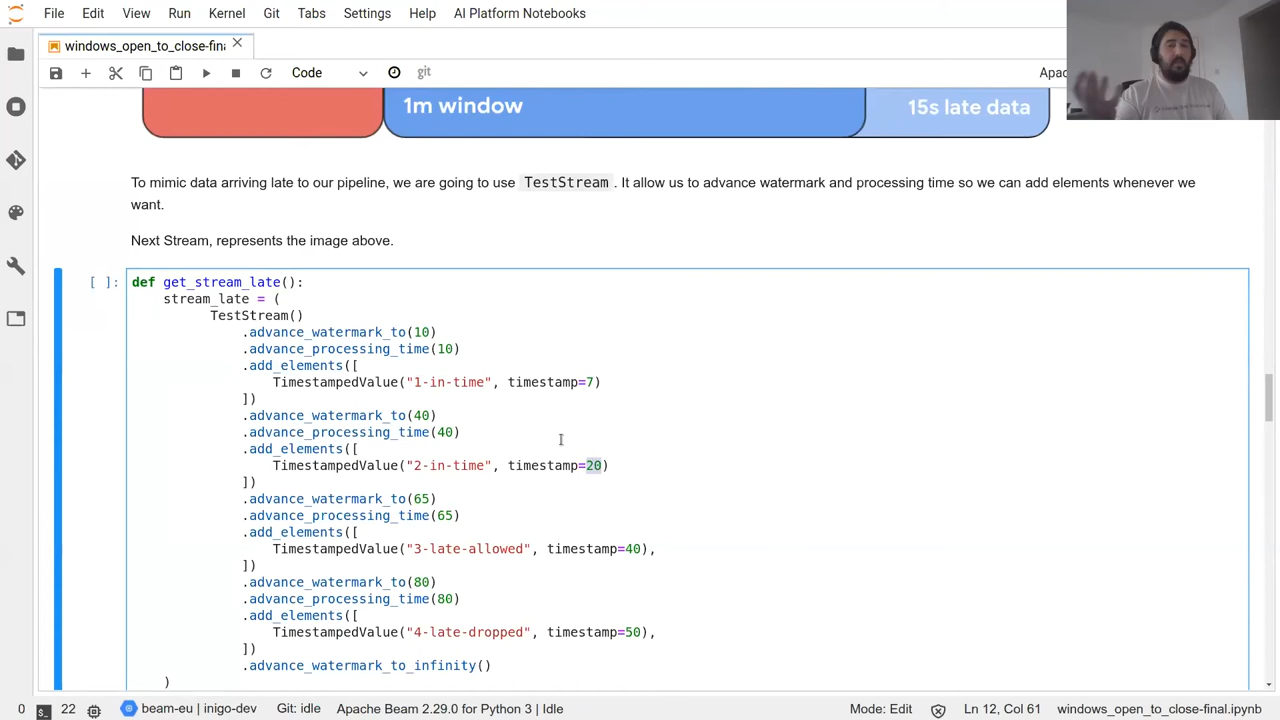 File Edit View Run Kernel Git Tabs Settings Help AI Platform Notebooks
windows_open_to_close-fina
Code git Apac
1m window 15s late data
To mimic data arriving late to our pipeline, we are going to use TestStream . It allow us to advance watermark and processing time so we can add elements whenever we
want.
Next Stream, represents the image above.
[ ]: def get_stream_late():
stream_late = (
TestStream()
.advance_watermark_to(10)
.advance_processing_time(10)
.add_elements([
TimestampedValue("1-in-time", timestamp=7)
])
.advance_watermark_to(40)
.advance_processing_time(40)
.add_elements([
TimestampedValue("2-in-time", timestamp=20)
])
.advance_watermark_to(65)
.advance_processing_time(65)
.add_elements([
TimestampedValue("3-late-allowed", timestamp=40),
])
.advance_watermark_to(80)
.advance_processing_time(80)
.add_elements([
TimestampedValue("4-late-dropped", timestamp=50),
])
.advance_watermark_to_infinity()
)
0 22 beam-eu | inigo-dev Git: idle Apache Beam 2.29.0 for Python 3 | Idle Mode: Edit Ln 12, Col 61 windows_open_to_close-final.ipynb